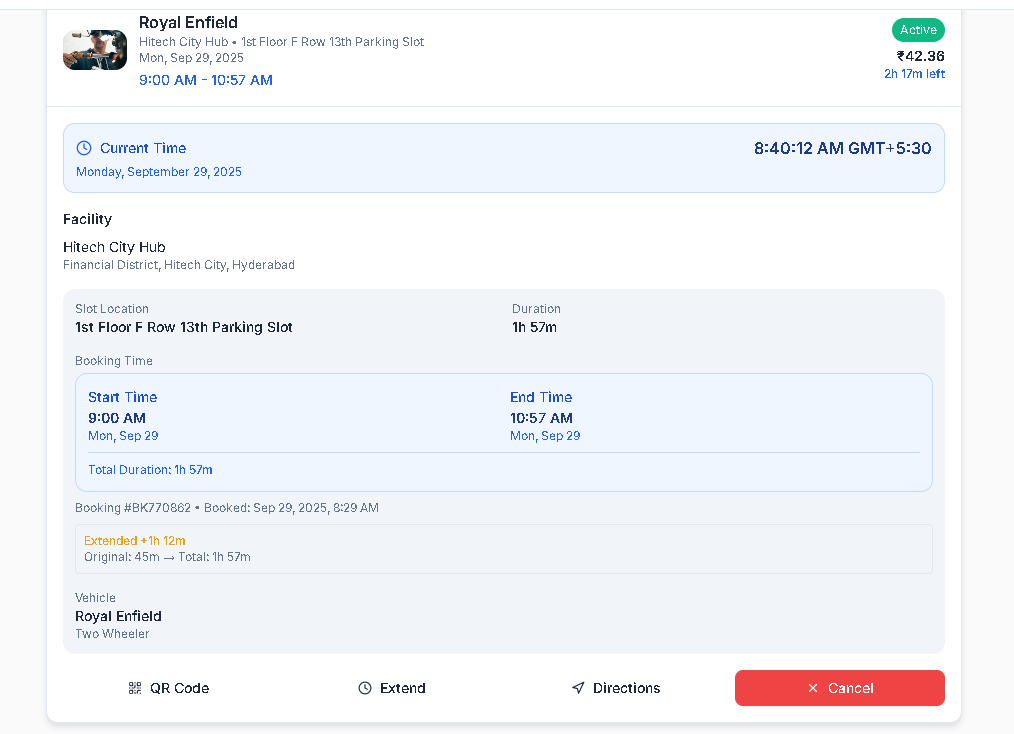 Royal Enfield
Hitech City Hub • 1st Floor F Row 13th Parking Slot
Mon, Sep 29, 2025
9:00 AM - 10:57 AM
Active
₹42.36
2h 17m left
Current Time
8:40:12 AM GMT+5:30
Monday, September 29, 2025
Facility
Hitech City Hub
Financial District, Hitech City, Hyderabad
Slot Location
1st Floor F Row 13th Parking Slot
Duration
1h 57m
Booking Time
Start Time
9:00 AM
Mon, Sep 29
End Time
10:57 AM
Mon, Sep 29
Total Duration: 1h 57m
Booking #BK770862 • Booked: Sep 29, 2025, 8:29 AM
Extended +1h 12m
Original: 45m → Total: 1h 57m
Vehicle
Royal Enfield
Two Wheeler
QR Code
Extend
Directions
Cancel